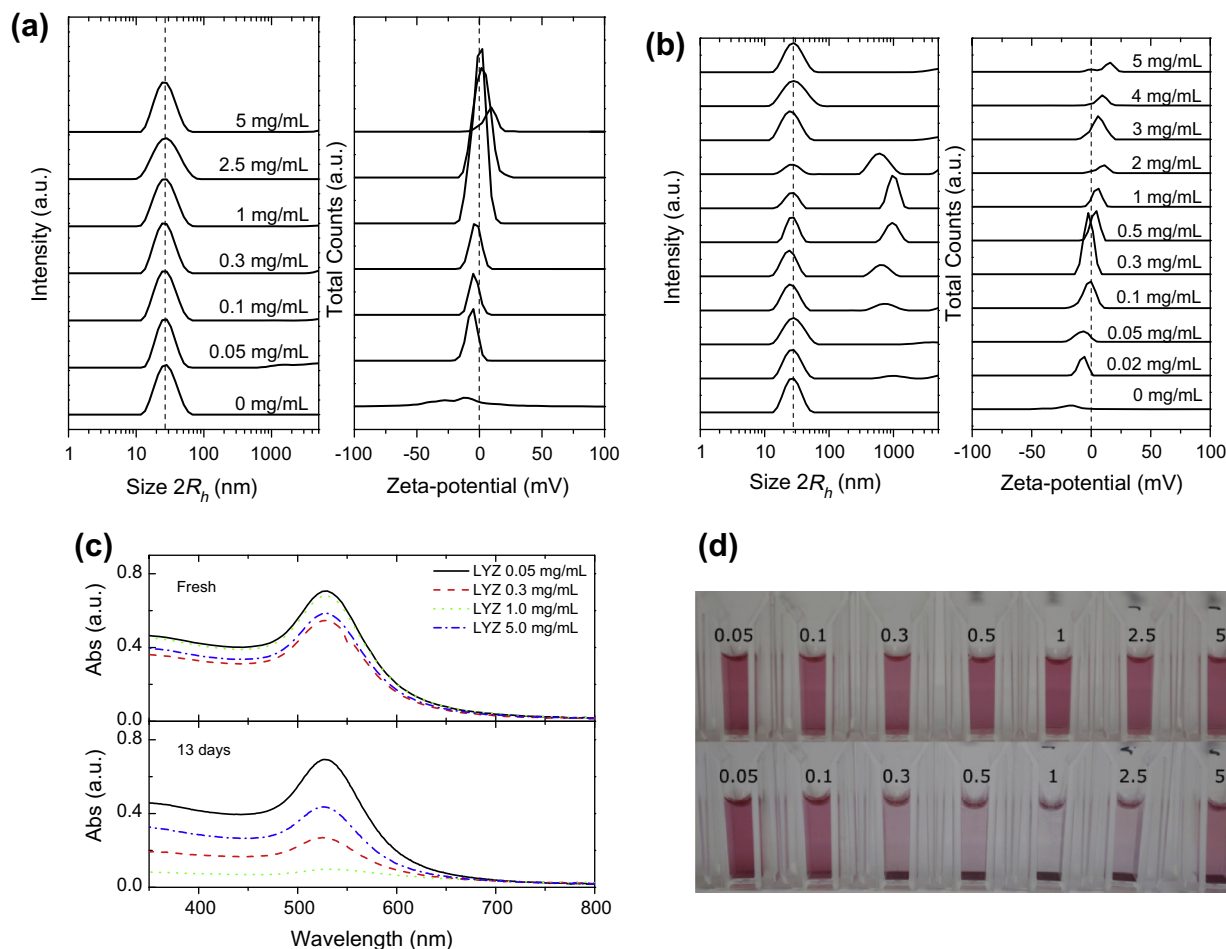 (a)
Intensity (a.u.)
5 mg/mL
2.5 mg/mL
1 mg/mL
0.3 mg/mL
0.1 mg/mL
0.05 mg/mL
0 mg/mL
1 10 100 1000
Size 2Rh (nm)
Total Counts (a.u.)
-100 -50 0 50 100
Zeta-potential (mV)
(b)
Intensity (a.u.)
1 10 100 1000
Size 2Rh (nm)
Total Counts (a.u.)
5 mg/mL
4 mg/mL
3 mg/mL
2 mg/mL
1 mg/mL
0.5 mg/mL
0.3 mg/mL
0.1 mg/mL
0.05 mg/mL
0.02 mg/mL
0 mg/mL
-100 -50 0 50 100
Zeta-potential (mV)
(c)
Abs (a.u.)
0.8
0.4
0.0
Fresh
LYZ 0.05 mg/mL
LYZ 0.3 mg/mL
LYZ 1.0 mg/mL
LYZ 5.0 mg/mL
Abs (a.u.)
0.8
0.4
0.0
13 days
400 500 600 700 800
Wavelength (nm)
(d)
0.05 0.1 0.3 0.5 1 2.5 5
0.05 0.1 0.3 0.5 1 2.5 5